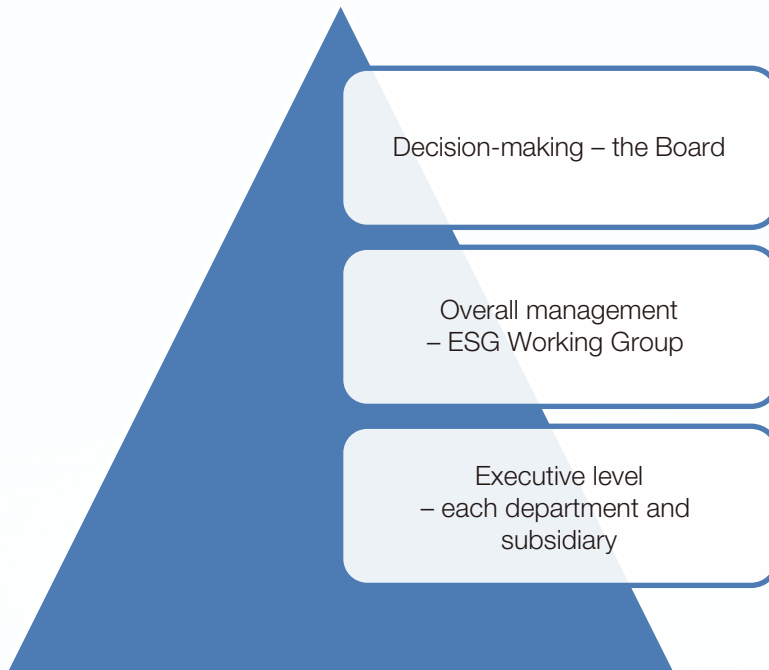 Decision-making – the Board
Overall management
– ESG Working Group
Executive level
– each department and
subsidiary